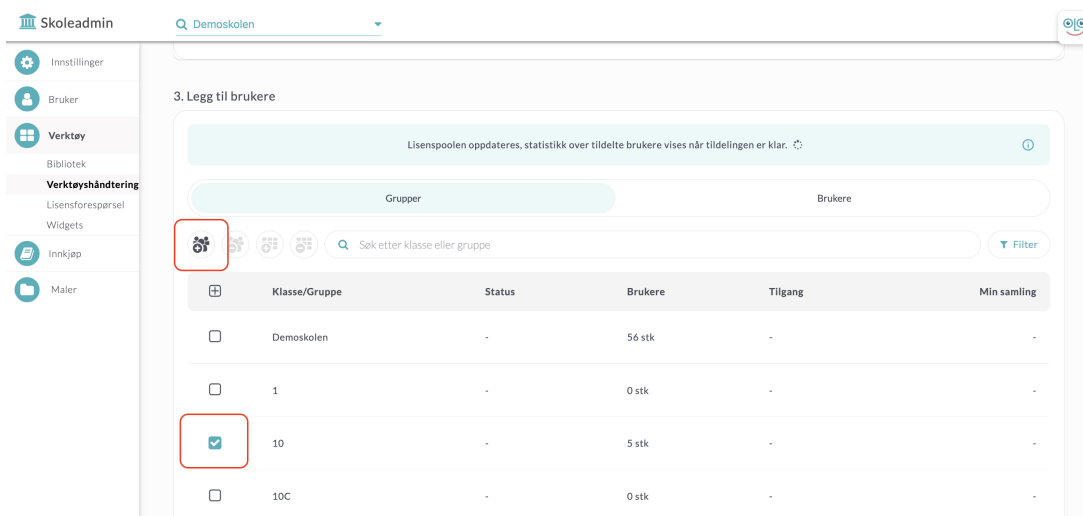 Skoleadmin
Demoskolen
Innstillinger
Bruker
Verktøy
Bibliotek
Verktøyshåndtering
Lisensforespørsel
Widgets
Innkjøp
Maler
3. Legg til brukere
Lisenspoolen oppdateres, statistikk over tildelte brukere vises når tildelingen er klar.
Grupper Brukere
Søk etter klasse eller gruppe Filter
Klasse/Gruppe Status Brukere Tilgang Min samling
Demoskolen - 56 stk - -
1 - 0 stk - -
10 - 5 stk - -
10C - 0 stk - -